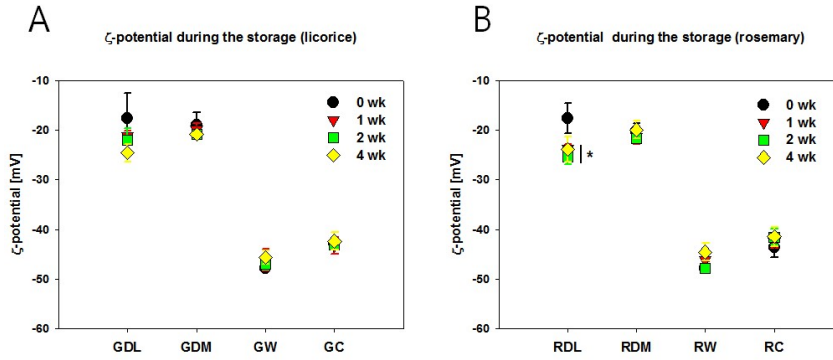 A
ζ-potential during the storage (licorice)
-10
-20
-30
-40
-50
-60
ζ-potential [mV]
0 wk
1 wk
2 wk
4 wk
GDL GDM GW GC
B
ζ-potential during the storage (rosemary)
-10
-20
-30
-40
-50
-60
ζ-potential [mV]
0 wk
1 wk
2 wk
4 wk
*
RDL RDM RW RC